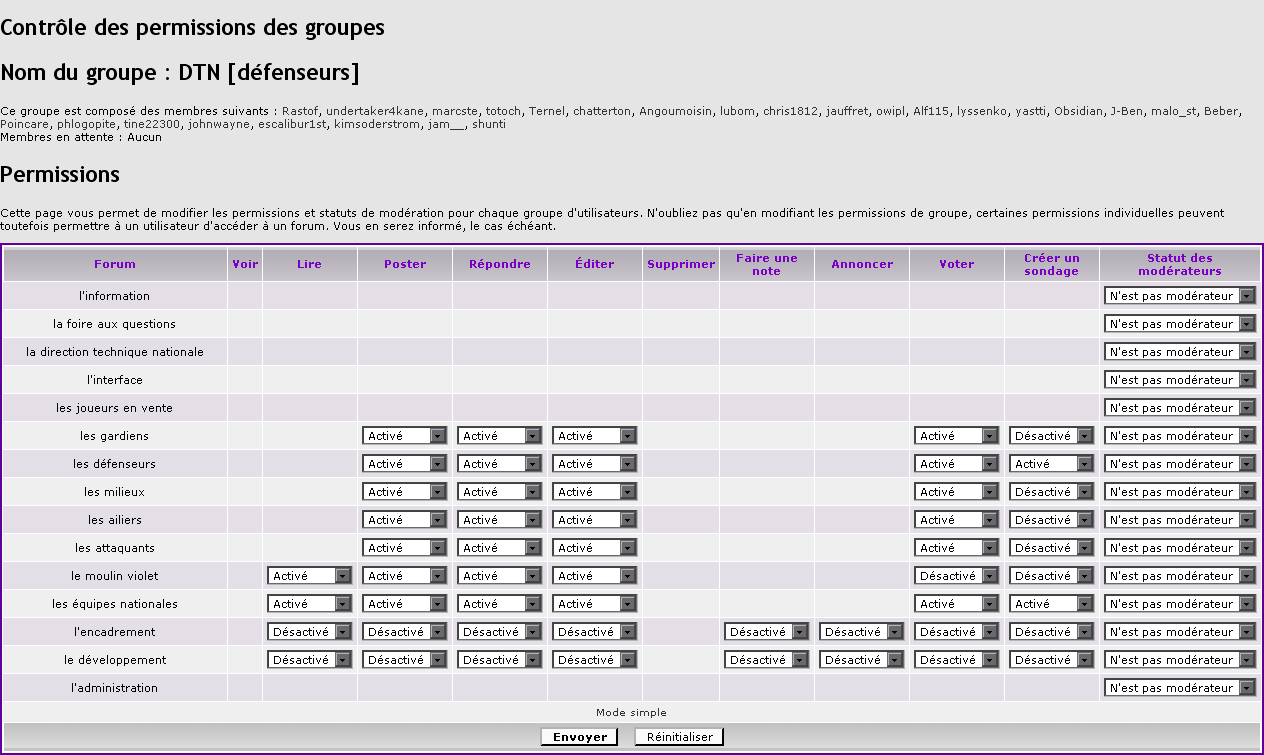 Contrôle des permissions des groupes
Nom du groupe : DTN [défenseurs]
Ce groupe est composé des membres suivants : Rastof, undertaker4kane, marcste, totoch, Ternel, chatterton, Angoumoisin, lubom, chris1812, jauffret, owipl, Alf115, lyssenko, yastti, Obsidian, J-Ben, malo_st, Beber,
Poincare, phlogopite, tine22300, johnwayne, escalibur1st, kimsoderstrom, jam__, shunti
Membres en attente : Aucun
Permissions
Cette page vous permet de modifier les permissions et statuts de modération pour chaque groupe d'utilisateurs. N'oubliez pas qu'en modifiant les permissions de groupe, certaines permissions individuelles peuvent
toutefois permettre à un utilisateur d'accéder à un forum. Vous en serez informé, le cas échéant.
Forum Voir Lire Poster Répondre Éditer Supprimer Faire une note Annoncer Voter Créer un sondage Statut des modérateurs
l'information N'est pas modérateur
la foire aux questions N'est pas modérateur
la direction technique nationale N'est pas modérateur
l'interface N'est pas modérateur
les joueurs en vente N'est pas modérateur
les gardiens Activé Activé Activé Activé Désactivé N'est pas modérateur
les défenseurs Activé Activé Activé Activé Activé N'est pas modérateur
les milieux Activé Activé Activé Activé Désactivé N'est pas modérateur
les ailiers Activé Activé Activé Activé Désactivé N'est pas modérateur
les attaquants Activé Activé Activé Activé Désactivé N'est pas modérateur
le moulin violet Activé Activé Activé Activé Désactivé Désactivé N'est pas modérateur
les équipes nationales Activé Activé Activé Activé Activé Activé N'est pas modérateur
l'encadrement Désactivé Désactivé Désactivé Désactivé Désactivé Désactivé Désactivé Désactivé N'est pas modérateur
le développement Désactivé Désactivé Désactivé Désactivé Désactivé Désactivé Désactivé Désactivé N'est pas modérateur
l'administration N'est pas modérateur
Mode simple
Envoyer Réinitialiser